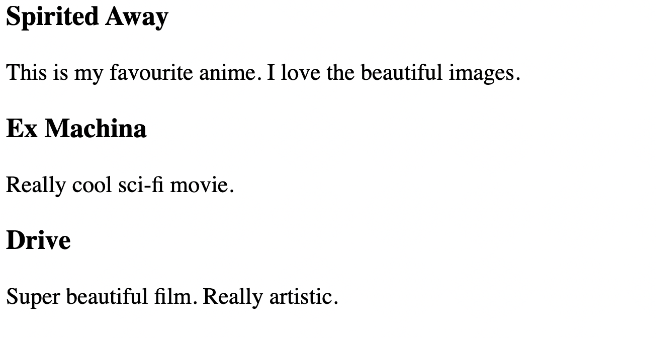 Spirited Away
This is my favourite anime. I love the beautiful images.
Ex Machina
Really cool sci-fi movie.
Drive
Super beautiful film. Really artistic.